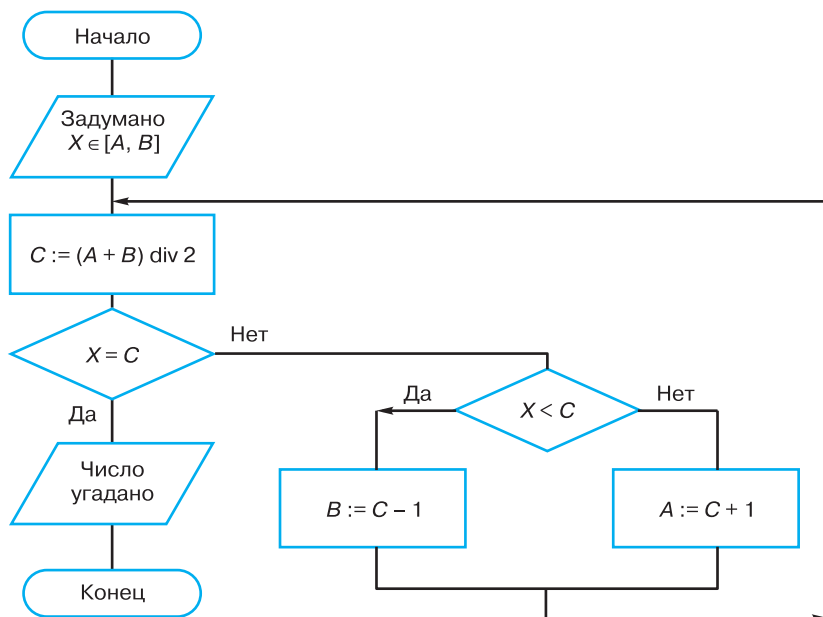 Начало
Задумано
X ∈ [A, B]
C := (A + B) div 2
X = C
Нет
Да
X < C
Да
Нет
Число
угадано
B := C – 1
A := C + 1
Конец